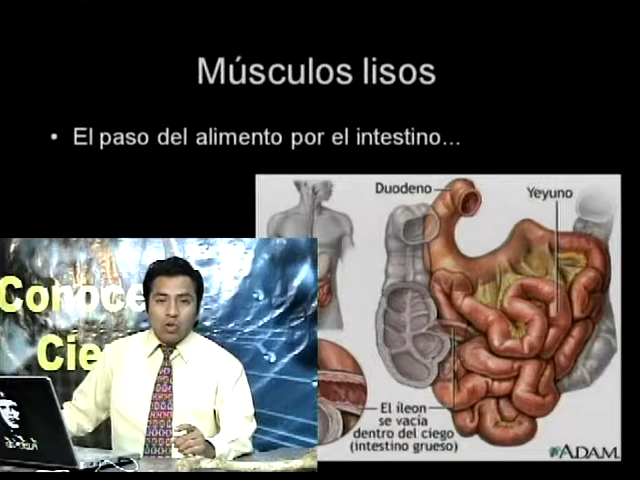 Músculos lisos
• El paso del alimento por el intestino...
Duodeno
Yeyuno
Conoce
Cie
El íleon
se vacía
dentro del ciego
(intestino grueso)
ADAM.